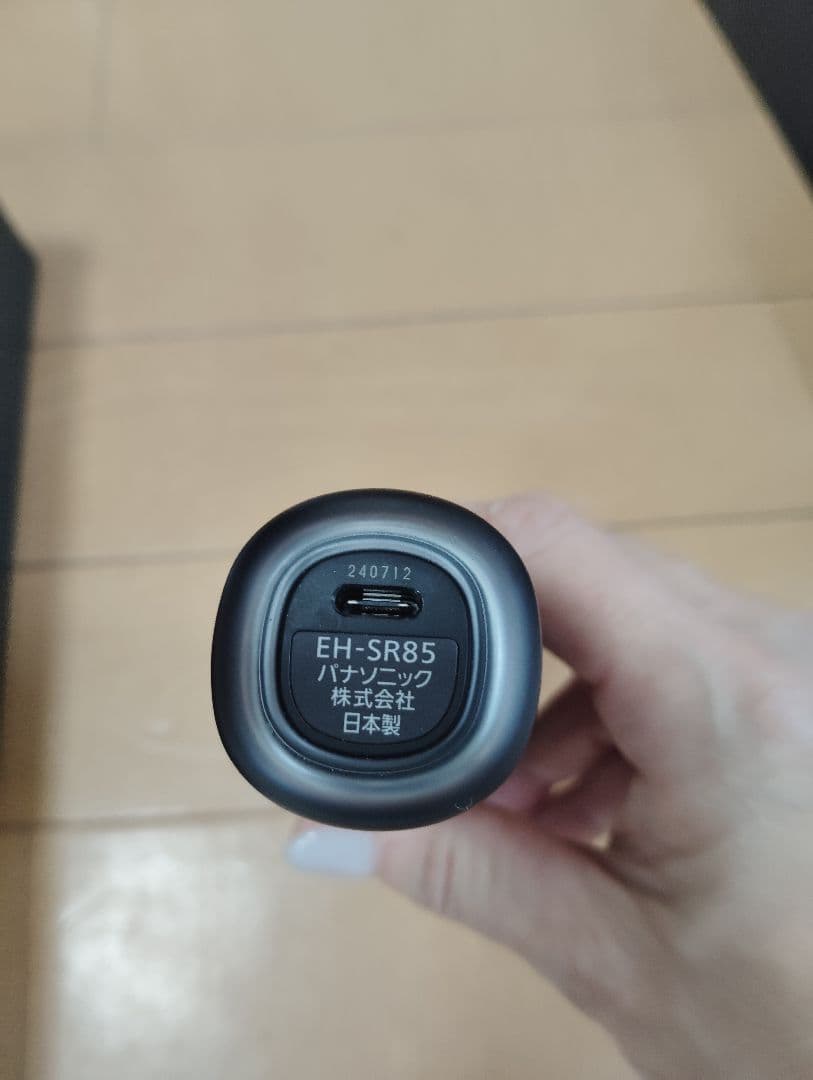 240712
EH-SR85
パナソニック
株式会社
日本製